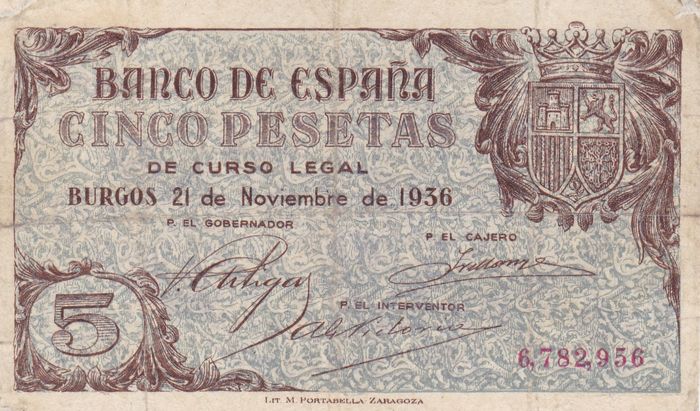 BANCO DE ESPAÑA
CINCO PESETAS
DE CURSO LEGAL
BURGOS 21 de Noviembre de 1936
P. EL GOBERNADOR
P. EL CAJERO
P. EL INTERVENTOR
5
6,782,956
LIT. M. PORTABELLA-ZARAGOZA